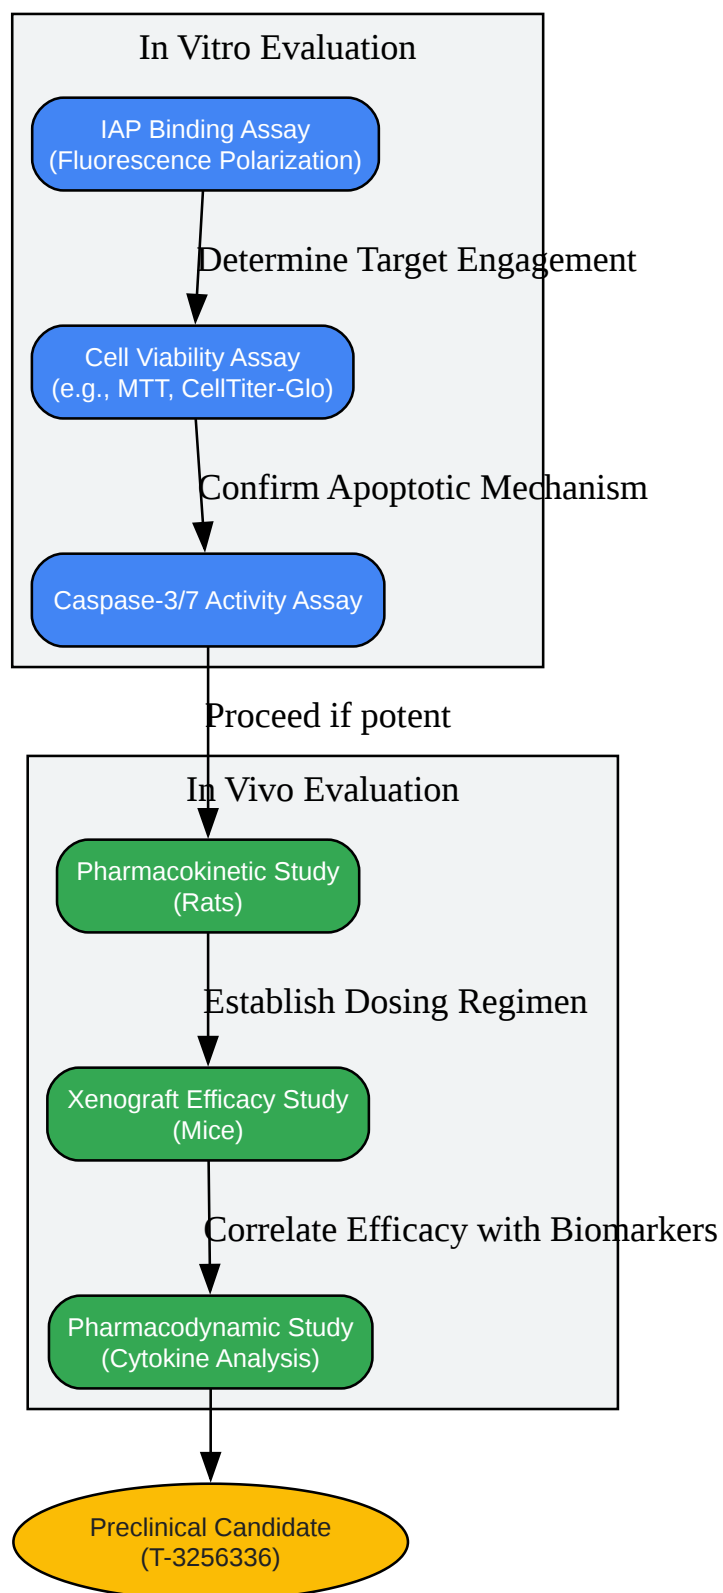 In Vitro Evaluation
IAP Binding Assay
(Fluorescence Polarization)
Determine Target Engagement
Cell Viability Assay
(e.g., MTT, CellTiter-Glo)
Confirm Apoptotic Mechanism
Caspase-3/7 Activity Assay
Proceed if potent
In Vivo Evaluation
Pharmacokinetic Study
(Rats)
Establish Dosing Regimen
Xenograft Efficacy Study
(Mice)
Correlate Efficacy with Biomarkers
Pharmacodynamic Study
(Cytokine Analysis)
Preclinical Candidate
(T-3256336)